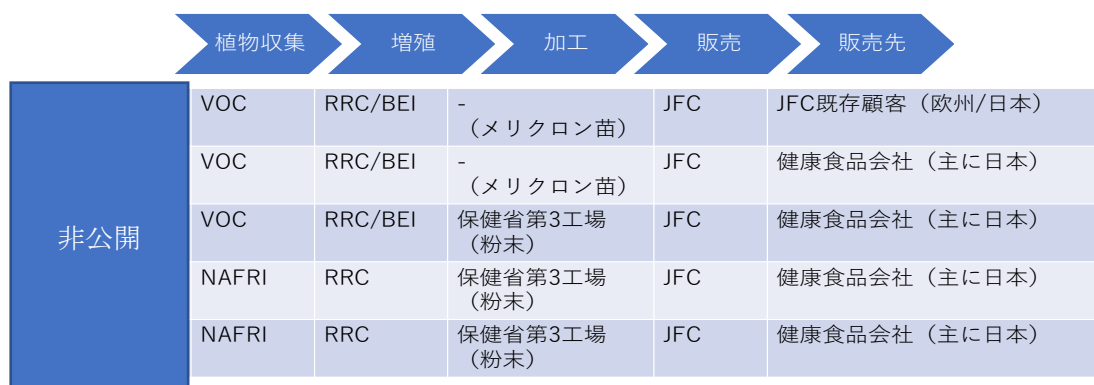 植物収集 増殖 加工 販売 販売先
非公開
VOC RRC/BEI - JFC JFC既存顧客（欧州/日本）
（メリクロン苗）
VOC RRC/BEI - JFC 健康食品会社（主に日本）
（メリクロン苗）
VOC RRC/BEI 保健省第3工場 JFC 健康食品会社（主に日本）
（粉末）
NAFRI RRC 保健省第3工場 JFC 健康食品会社（主に日本）
（粉末）
NAFRI RRC 保健省第3工場 JFC 健康食品会社（主に日本）
（粉末）